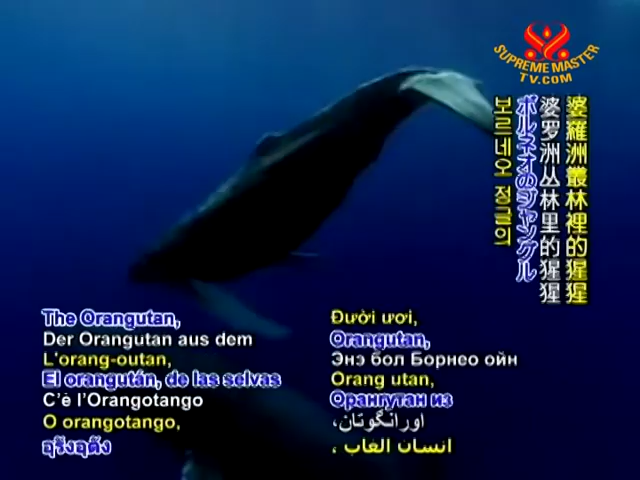 SUPREME MASTER
TV.COM
婆羅洲叢林裡的猩猩
婆罗洲丛林里的猩猩
ボルネオのジャングル
보르네오 정글의
The Orangutan,
Der Orangutan aus dem
L'orang-outan,
El orangután, de las selvas
C'è l'Orangotango
O orangotango,
อุรังอุตัง
Đười ươi,
Orangutan,
Энэ бол Борнео ойн
Orang utan,
Орангутан из
اورانگوتان،
انسان الغاب ،